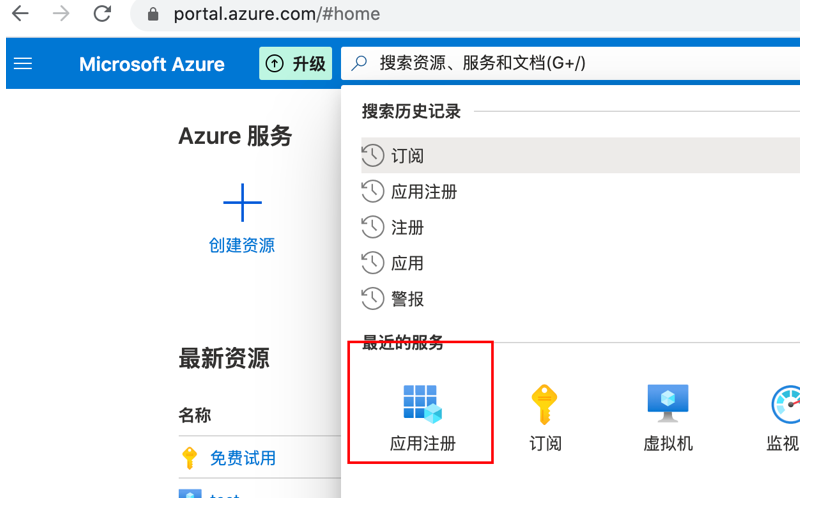 portal.azure.com/#home
Microsoft Azure
升级
搜索资源、服务和文档(G+/)
搜索历史记录
Azure 服务
订阅
应用注册
注册
创建资源
应用
警报
最近的服务
最新资源
名称
应用注册
订阅
虚拟机
监视
免费试用